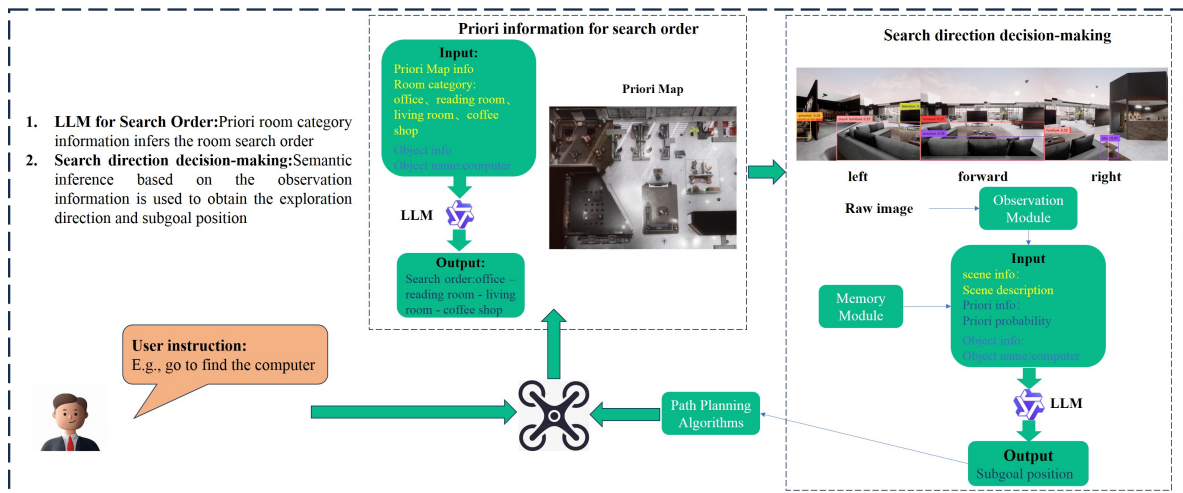 1. LLM for Search Order:Priori room category
information infers the room search order
2. Search direction decision-making:Semantic
inference based on the observation
information is used to obtain the exploration
direction and subgoal position
User instruction:
E.g., go to find the computer
Priori information for search order
Input:
Priori Map info
Room category:
office、reading room、
living room、coffee
shop
Object info
Object name:computer
LLM
Output:
Search order:office –
reading room - living
room - coffee shop
Priori Map
Path Planning
Algorithms
Search direction decision-making
left forward right
Raw image
Observation
Module
Memory
Module
Input
scene info:
Scene description
Priori info:
Priori probability
Object info:
Object name:computer
LLM
Output
Subgoal position